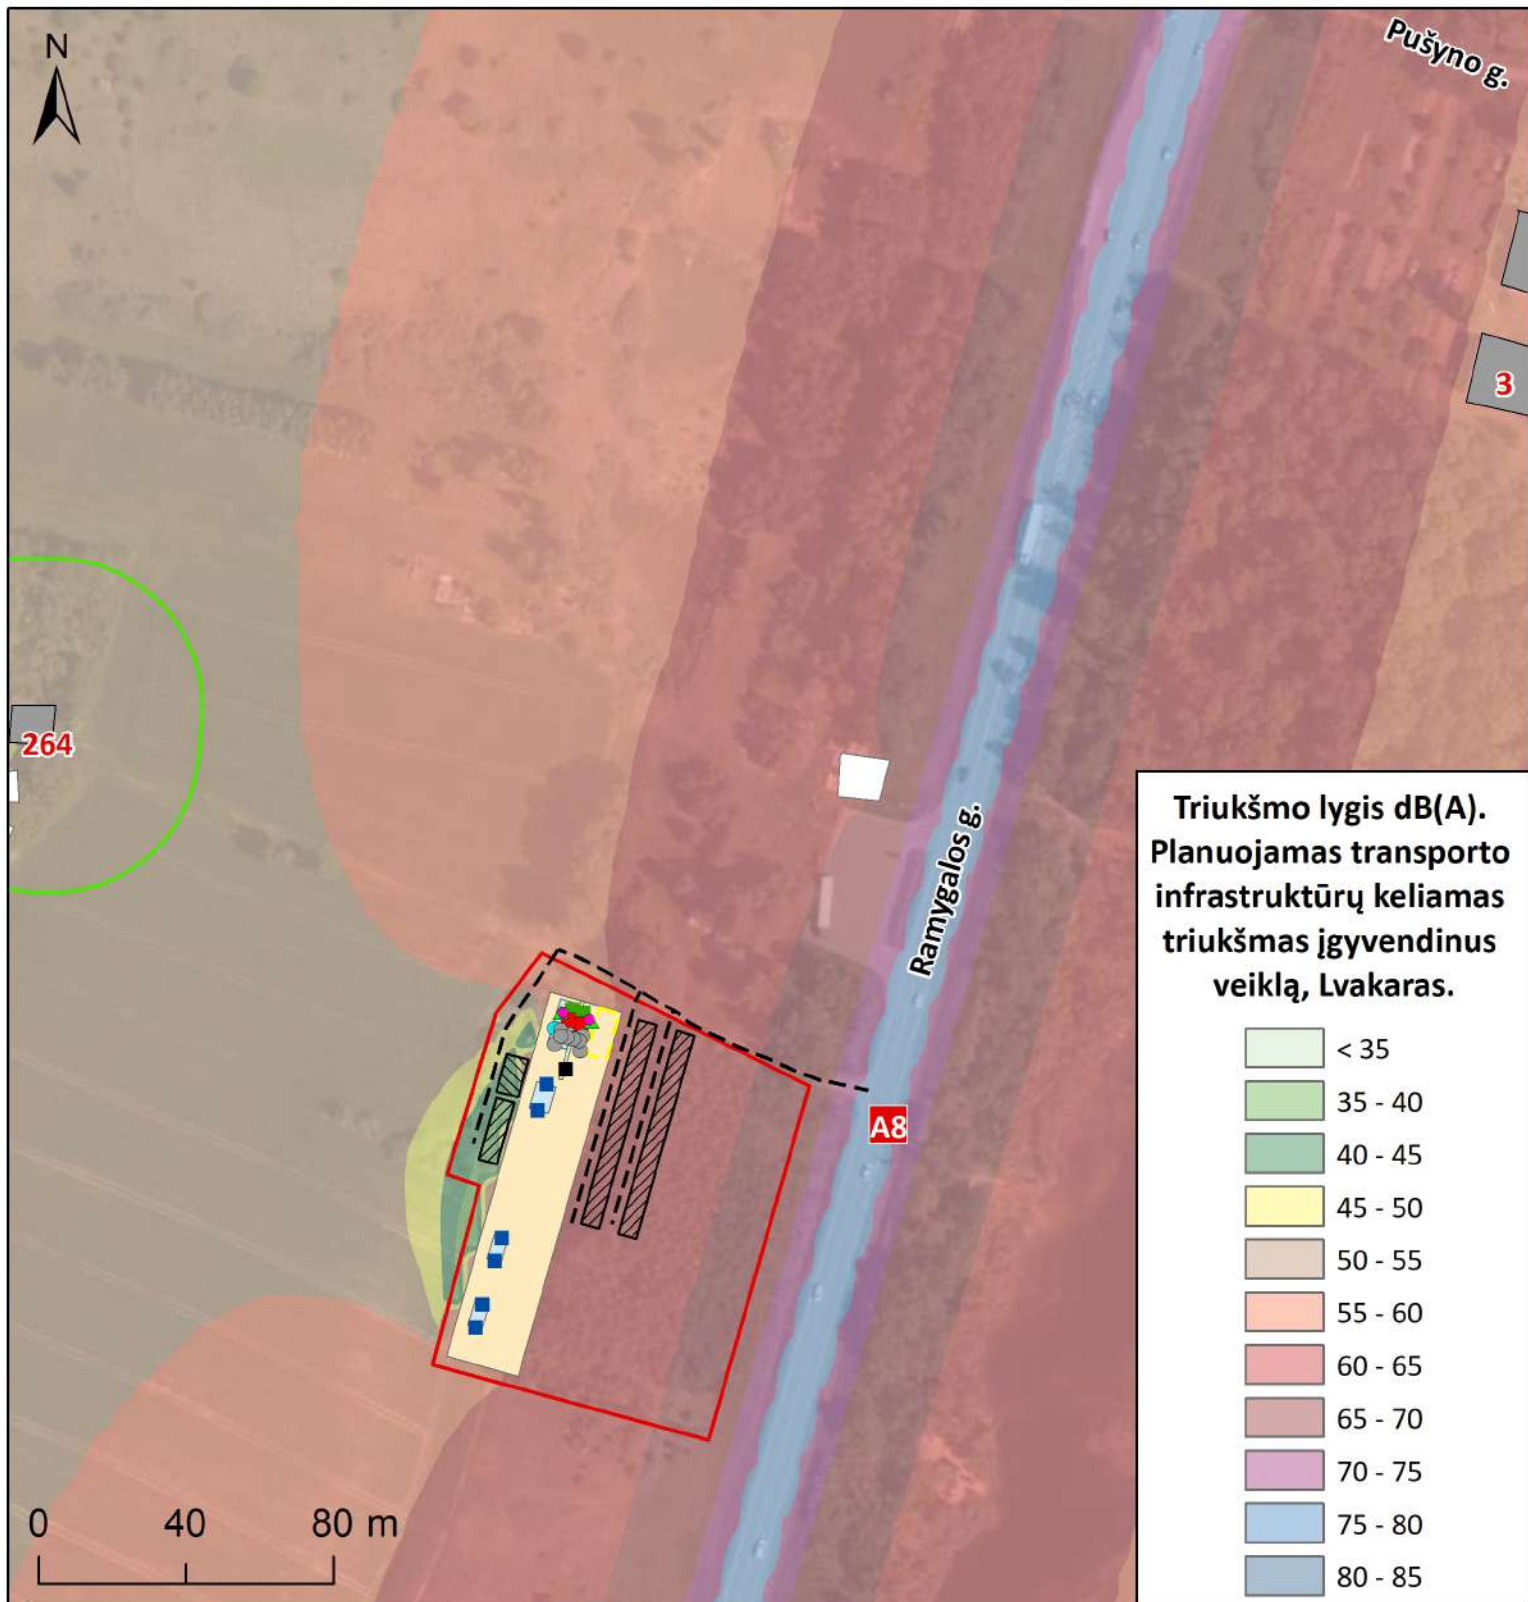 N
Pušyno g.
3
264
Ramygalos g.
A8
0 40 80 m
Triukšmo lygis dB(A).
Planuojamas transporto
infrastruktūrų keliamas
triukšmas įgyvendinus
veiklą, Lvakaras.
< 35
35 - 40
40 - 45
45 - 50
50 - 55
55 - 60
60 - 65
65 - 70
70 - 75
75 - 80
80 - 85